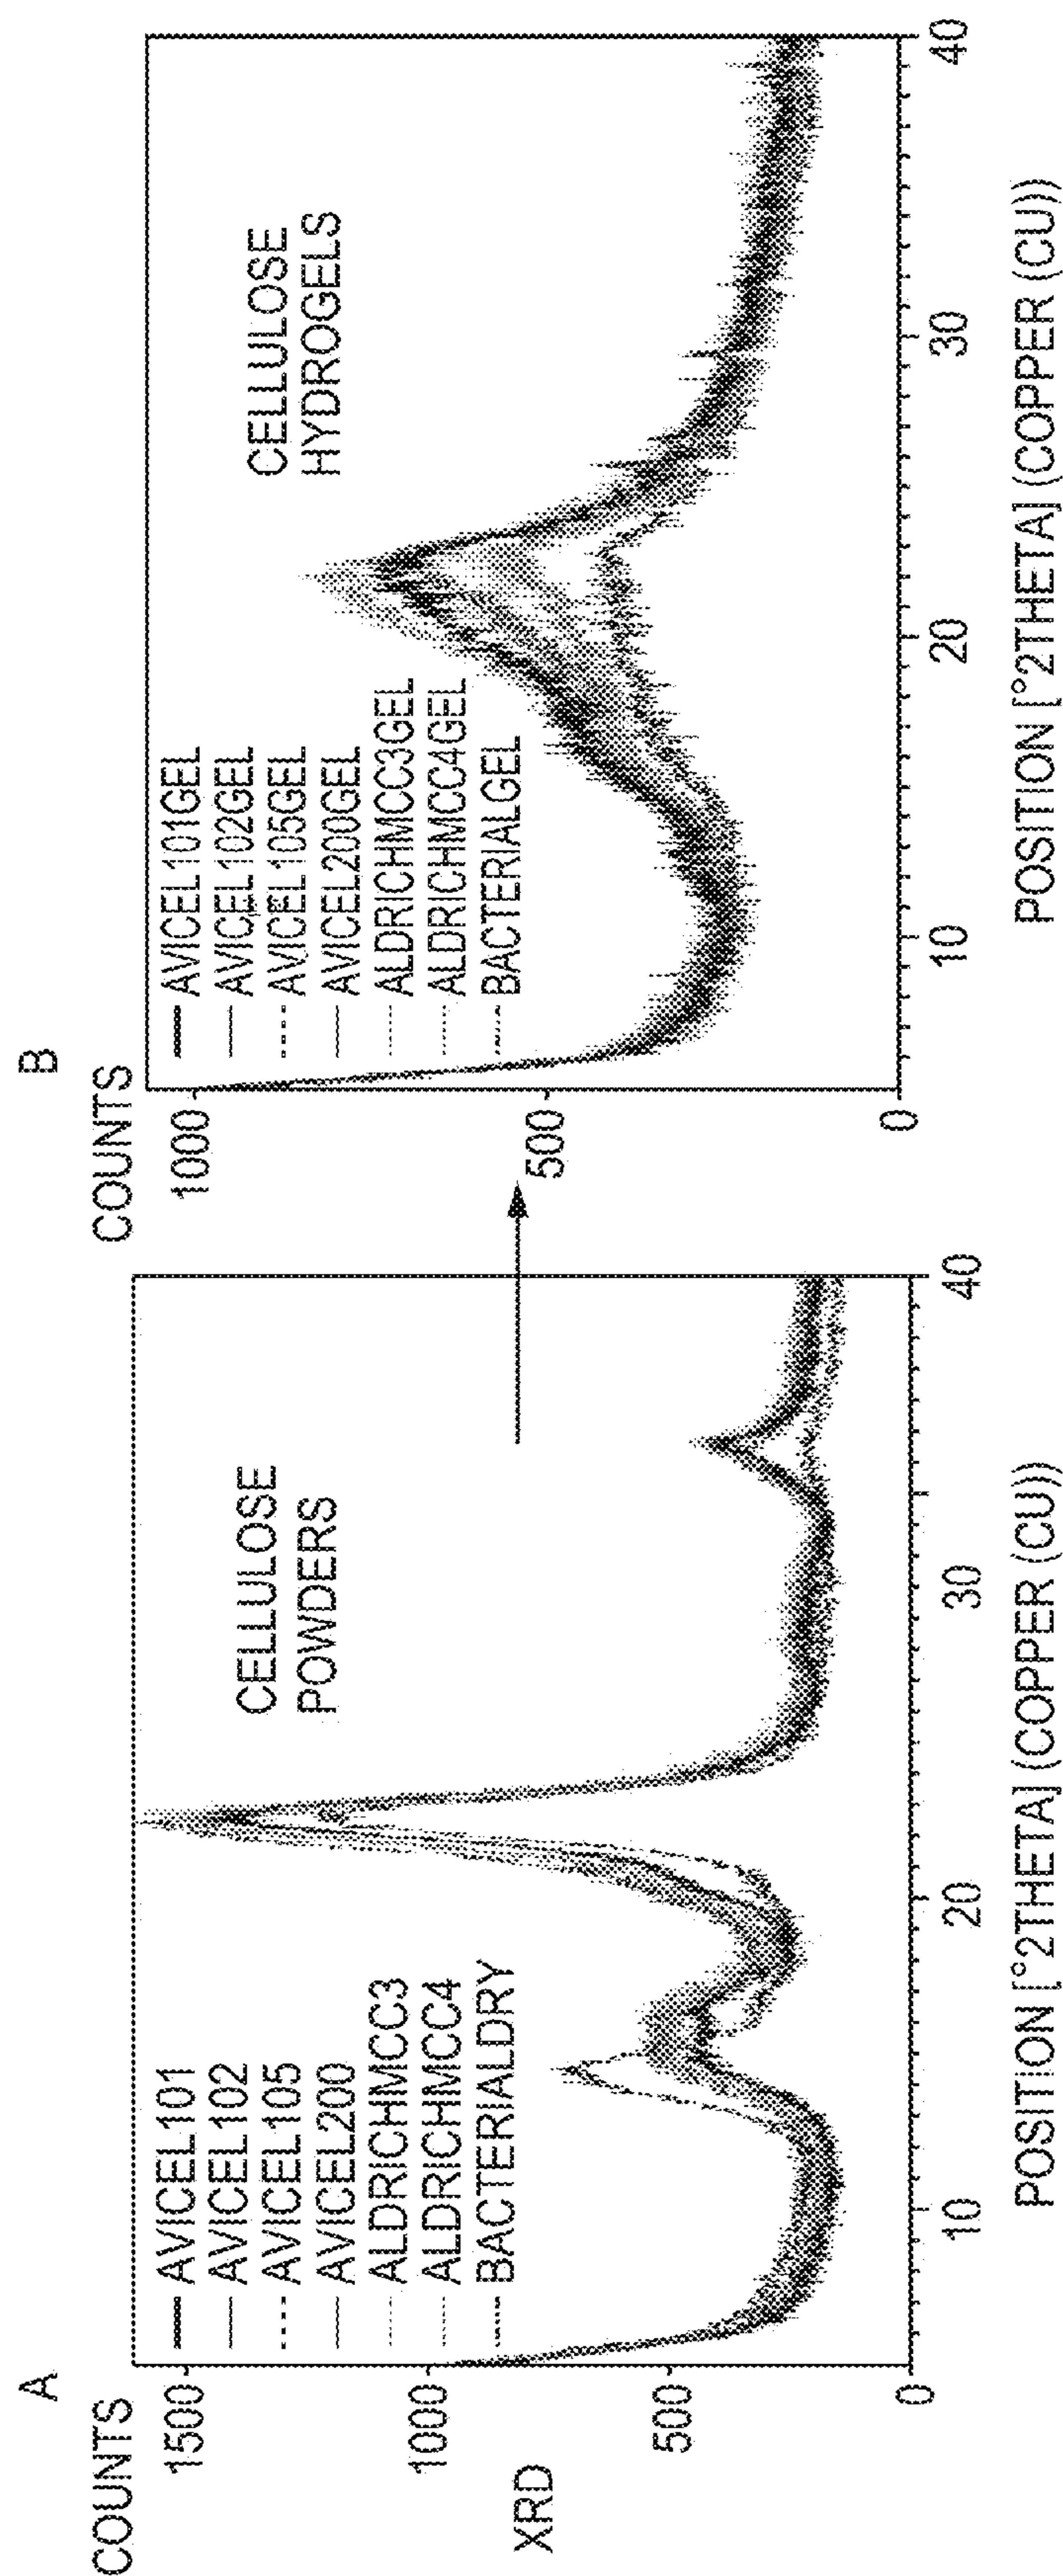 A
COUNTS
1500
1000
500
0
XRD
AVICEL101
AVICEL102
AVICEL105
AVICEL200
ALDRICHMCC3
ALDRICHMCC4
BACTERIALDRY
CELLULOSE
POWDERS
10
20
30
40
POSITION [°2THETA] (COPPER (CU))
B
COUNTS
1000
500
0
AVICEL101GEL
AVICEL102GEL
AVICEL105GEL
AVICEL200GEL
ALDRICHMCC3GEL
ALDRICHMCC4GEL
BACTERIALGEL
CELLULOSE
HYDROGELS
10
20
30
40
POSITION [°2THETA] (COPPER (CU))